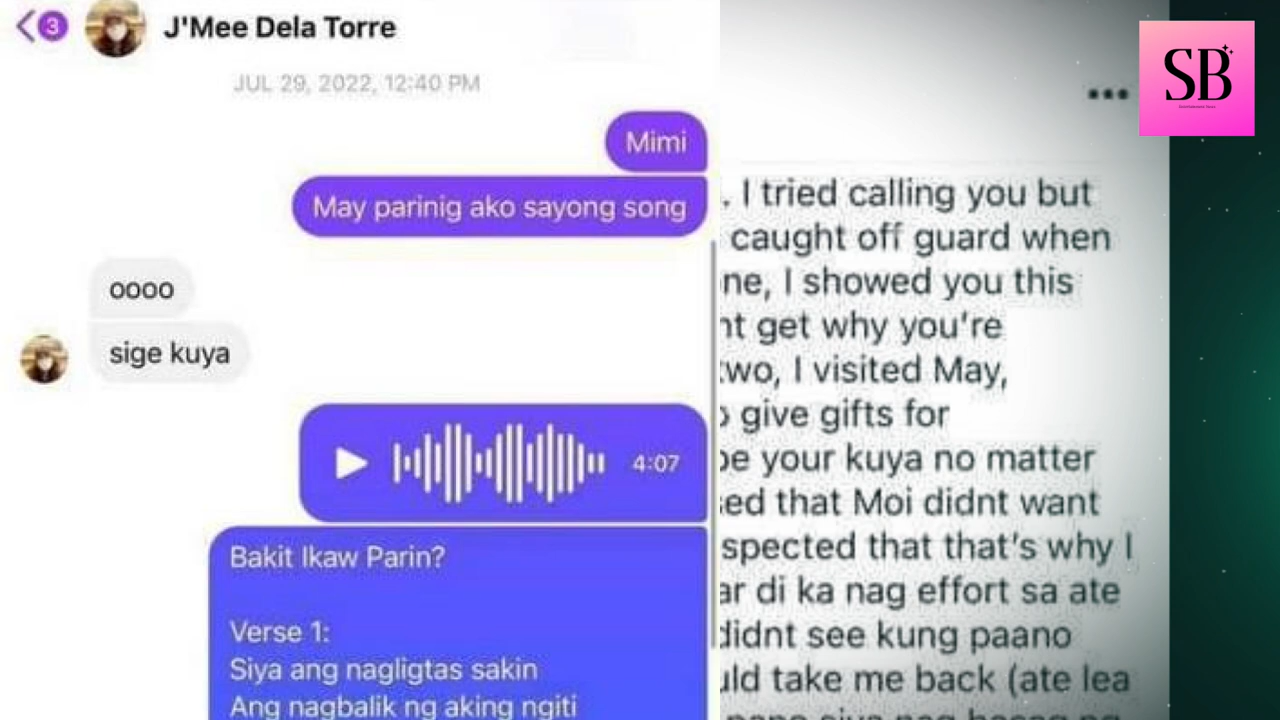 3
J'Mee Dela Torre
JUL 29, 2022, 12:40 PM
Mimi
May parinig ako sayong song
oooo
sige kuya
4:07
Bakit Ikaw Parin?
Verse 1:
Siya ang nagligtas sakin
Ang nagbalik ng aking ngiti
SB
. I tried calling you but
caught off guard when
ne, I showed you this
nt get why you're
two, I visited May,
o give gifts for
be your kuya no matter
sed that Moi didnt want
spected that that's why I
ar di ka nag effort sa ate
didnt see kung paano
uld take me back (ate lea